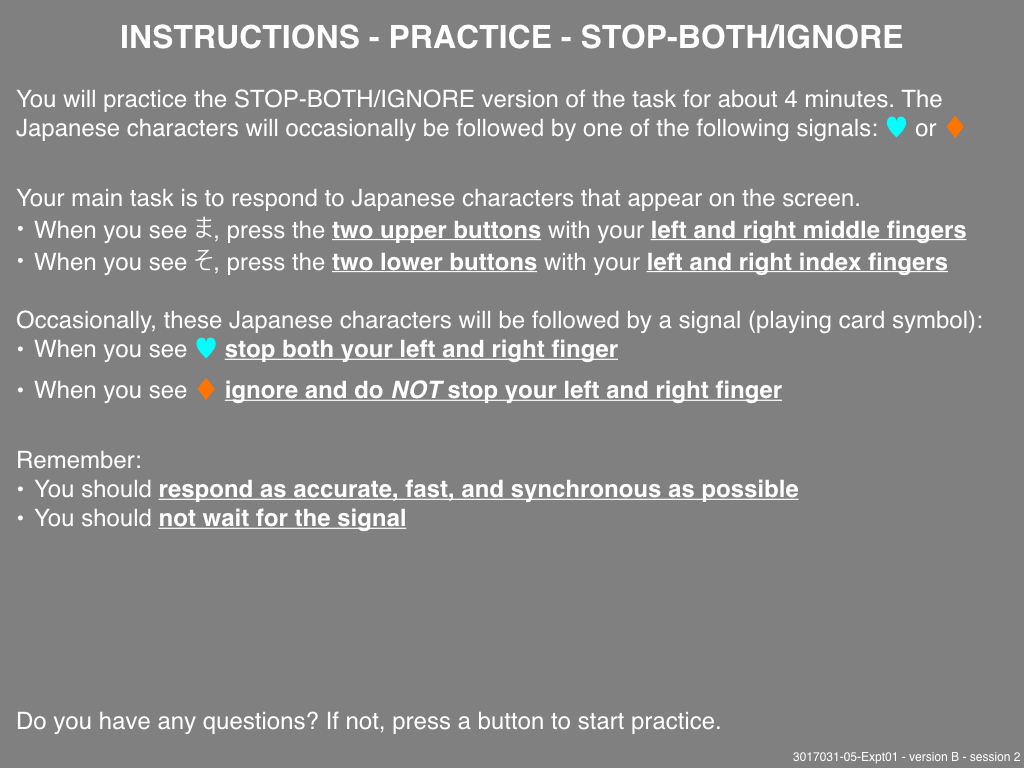 INSTRUCTIONS - PRACTICE - STOP-BOTH/IGNORE
You will practice the STOP-BOTH/IGNORE version of the task for about 4 minutes. The
Japanese characters will occasionally be followed by one of the following signals: ♥ or ♦
Your main task is to respond to Japanese characters that appear on the screen.
• When you see ま, press the two upper buttons with your left and right middle fingers
• When you see そ, press the two lower buttons with your left and right index fingers
Occasionally, these Japanese characters will be followed by a signal (playing card symbol):
• When you see ♥ stop both your left and right finger
• When you see ♦ ignore and do NOT stop your left and right finger
Remember:
• You should respond as accurate, fast, and synchronous as possible
• You should not wait for the signal
Do you have any questions? If not, press a button to start practice.
3017031-05-Expt01 - version B - session 2